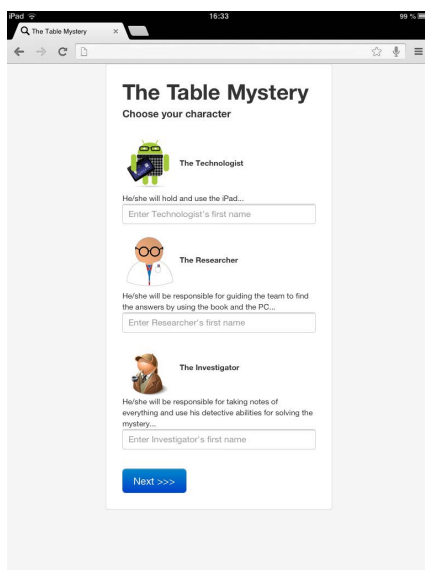 iPad 16:33 99 %
The Table Mystery ×
The Table Mystery
Choose your character
The Technologist
He/she will hold and use the iPad...
Enter Technologist's first name
The Researcher
He/she will be responsible for guiding the team to find
the answers by using the book and the PC...
Enter Researcher's first name
The Investigator
He/she will be responsible for taking notes of
everything and use his detective abilities for solving the
mystery...
Enter Investigator's first name
Next >>>